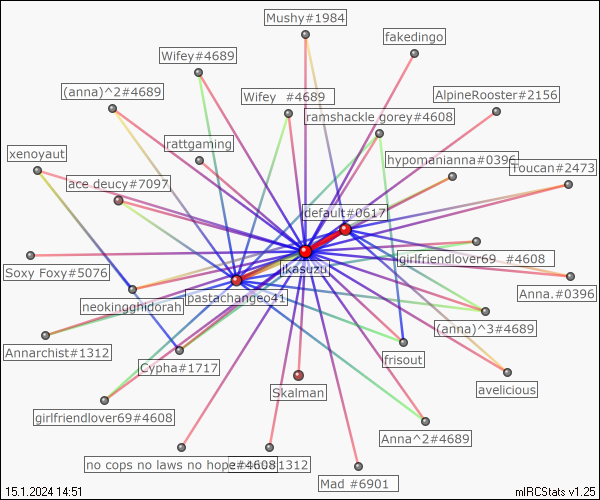 Mushy#1984
fakedingo
Wifey#4689
(anna)^2#4689
Wifey  #4689
AlpineRooster#2156
ramshackle gorey#4608
rattgaming
xenoyaut
hypomanianna#0396
Toucan#2473
ace deucy#7097
default#0617
girlfriendlover69  #4608
Soxy Foxy#5076
jkasuzu
Anna.#0396
pastachangeo41
neokingghidorah
(anna)^3#4689
Annarchist#1312
Cypha#1717
frisout
Skalman
avelicious
girlfriendlover69#4608
Anna^2#4689
no cops no laws no hope#4608
1312
Mad #6901
15.1.2024 14:51
mIRCStats v1.25